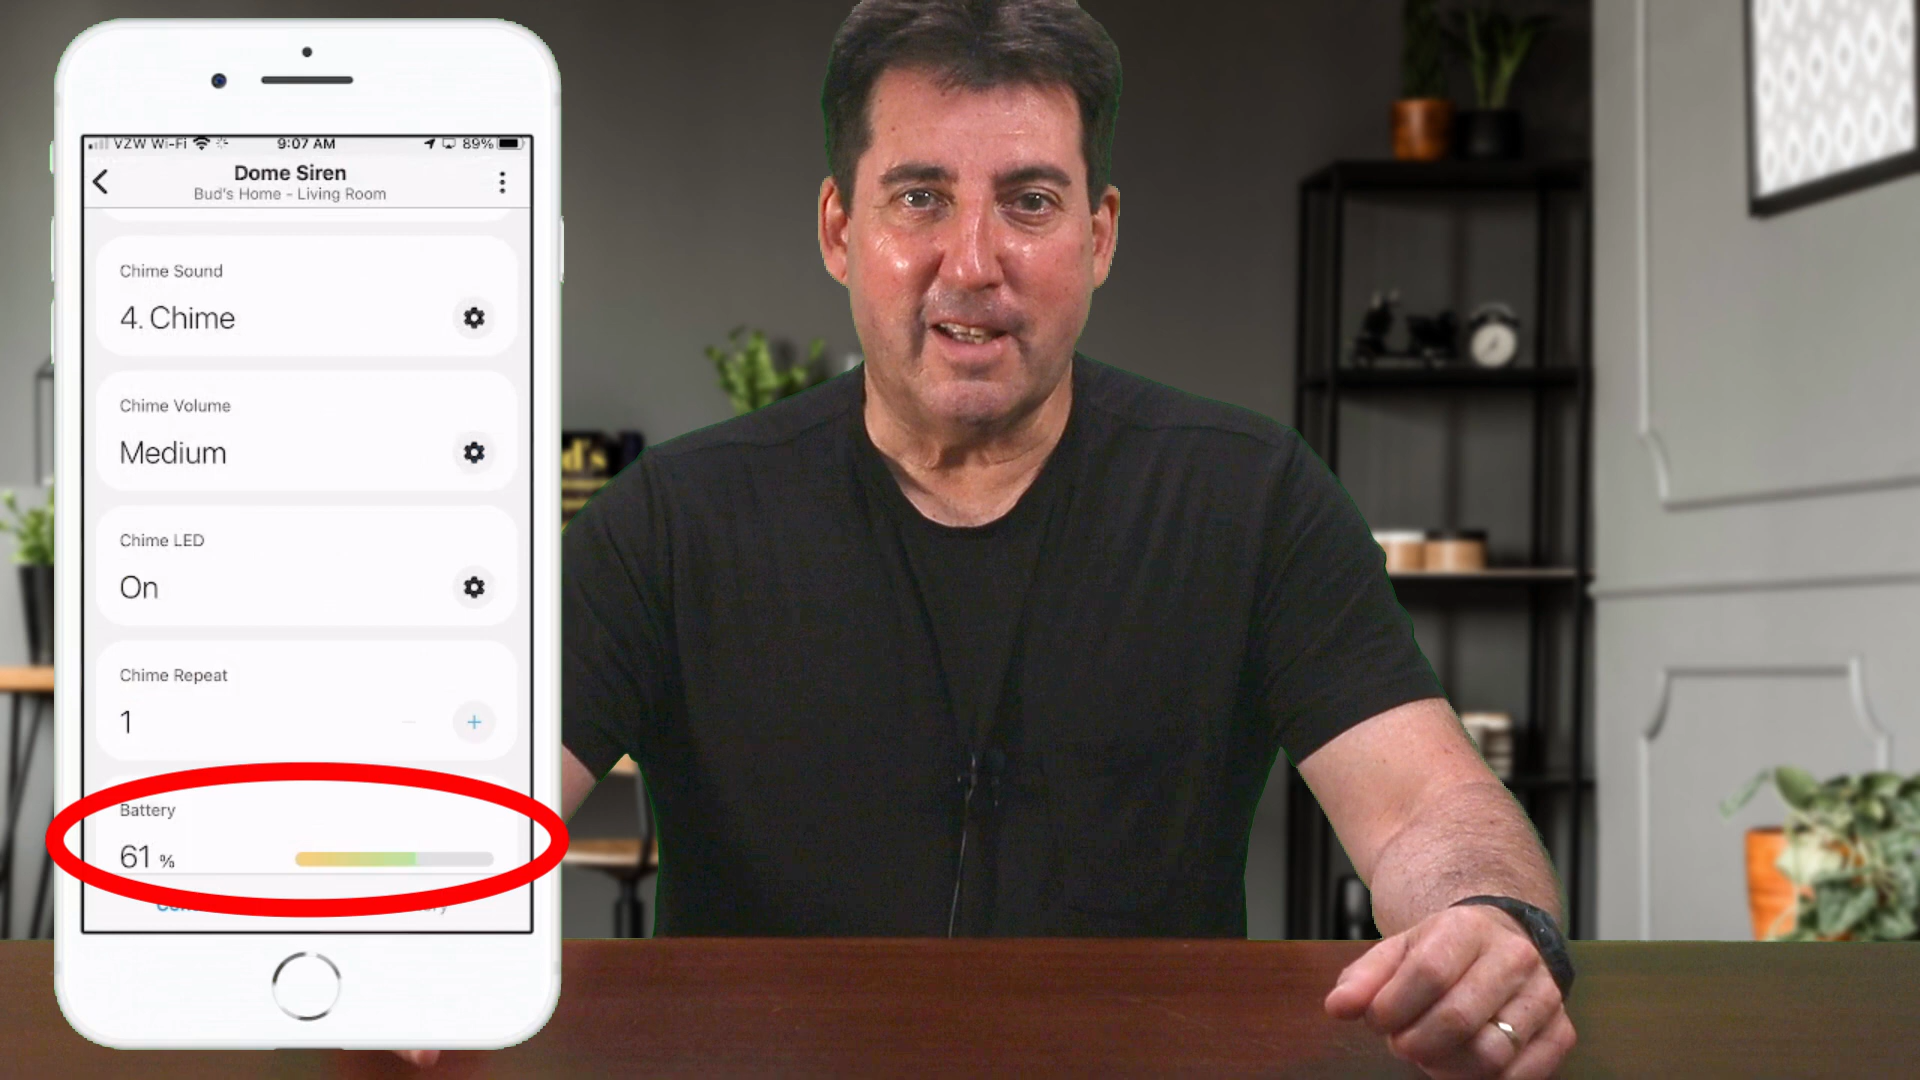 VZW Wi-Fi 9:07 AM 89%
Dome Siren
Bud's Home - Living Room
Chime Sound
4. Chime
Chime Volume
Medium
Chime LED
On
Chime Repeat
1 +
Battery
61 %